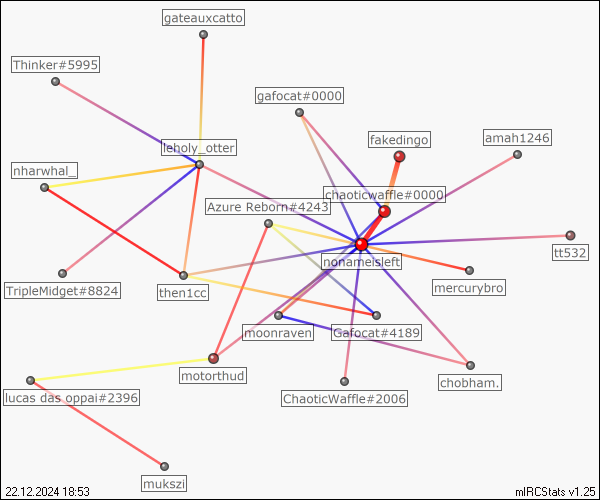 gateauxcatto
Thinker#5995
gafocat#0000
fakedingo
amah1246
leholy_otter
nharwhal_
chaoticwaffle#0000
Azure Reborn#4243
nonameisleft
tt532
TripleMidget#8824
then1cc
mercurybro
moonraven
Gafocat#4189
motorthud
chobham.
lucas das oppai#2396
ChaoticWaffle#2006
mukszi
22.12.2024 18:53
mIRCStats v1.25